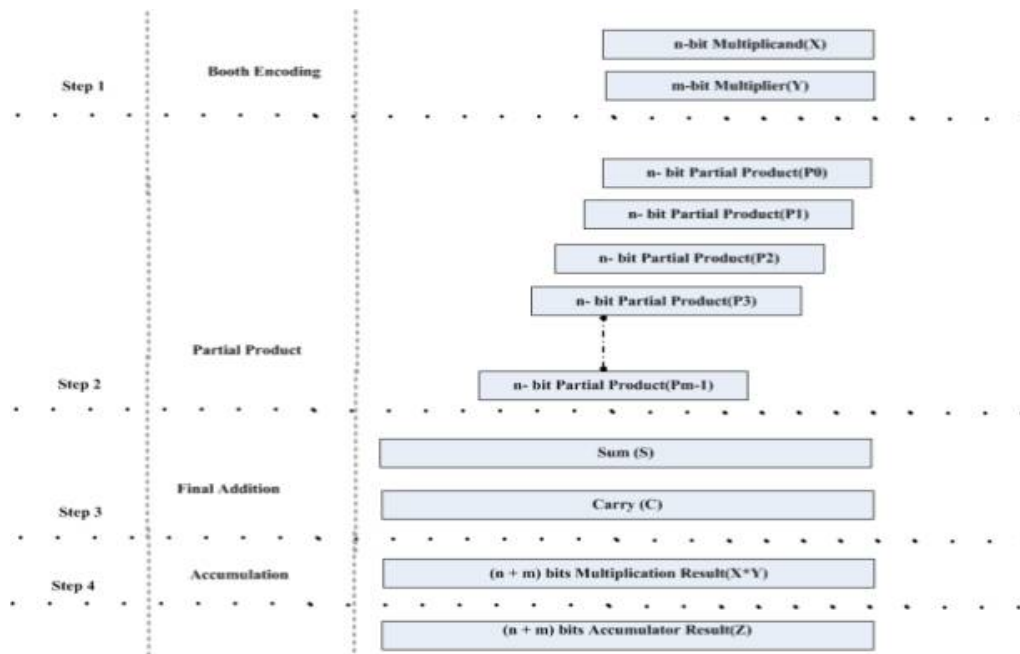 n-bit Multiplicand(X)
Booth Encoding
Step 1
m-bit Multiplier(Y)
n- bit Partial Product(P0)
n- bit Partial Product(P1)
n- bit Partial Product(P2)
n- bit Partial Product(P3)
Partial Product
Step 2
n- bit Partial Product(Pm-1)
Sum (S)
Final Addition
Step 3
Carry (C)
Accumulation
Step 4
(n + m) bits Multiplication Result(X*Y)
(n + m) bits Accumulator Result(Z)